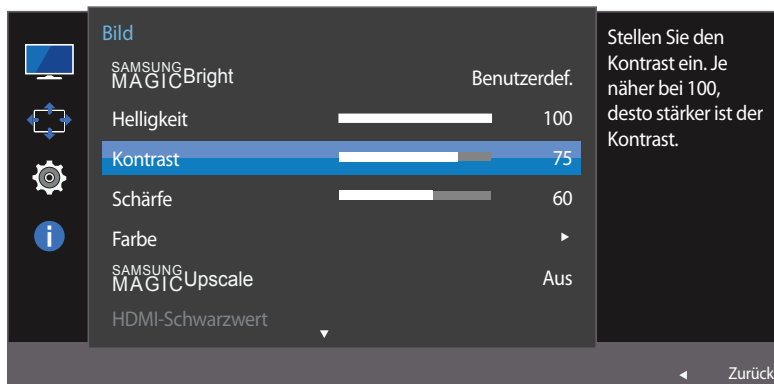 Bild
SAMSUNG MAGICBright Benutzerdef.
Helligkeit 100
Kontrast 75
Schärfe 60
Farbe
SAMSUNG MAGICUpscale Aus
HDMI-Schwarzwert
Stellen Sie den
Kontrast ein. Je
näher bei 100,
desto stärker ist der
Kontrast.
Zurück